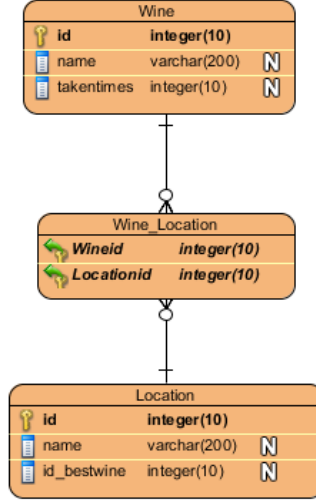 Wine
id integer(10)
name varchar(200) N
takentimes integer(10) N
Wine_Location
Wineid integer(10)
Locationid integer(10)
Location
id integer(10)
name varchar(200) N
id_bestwine integer(10) N